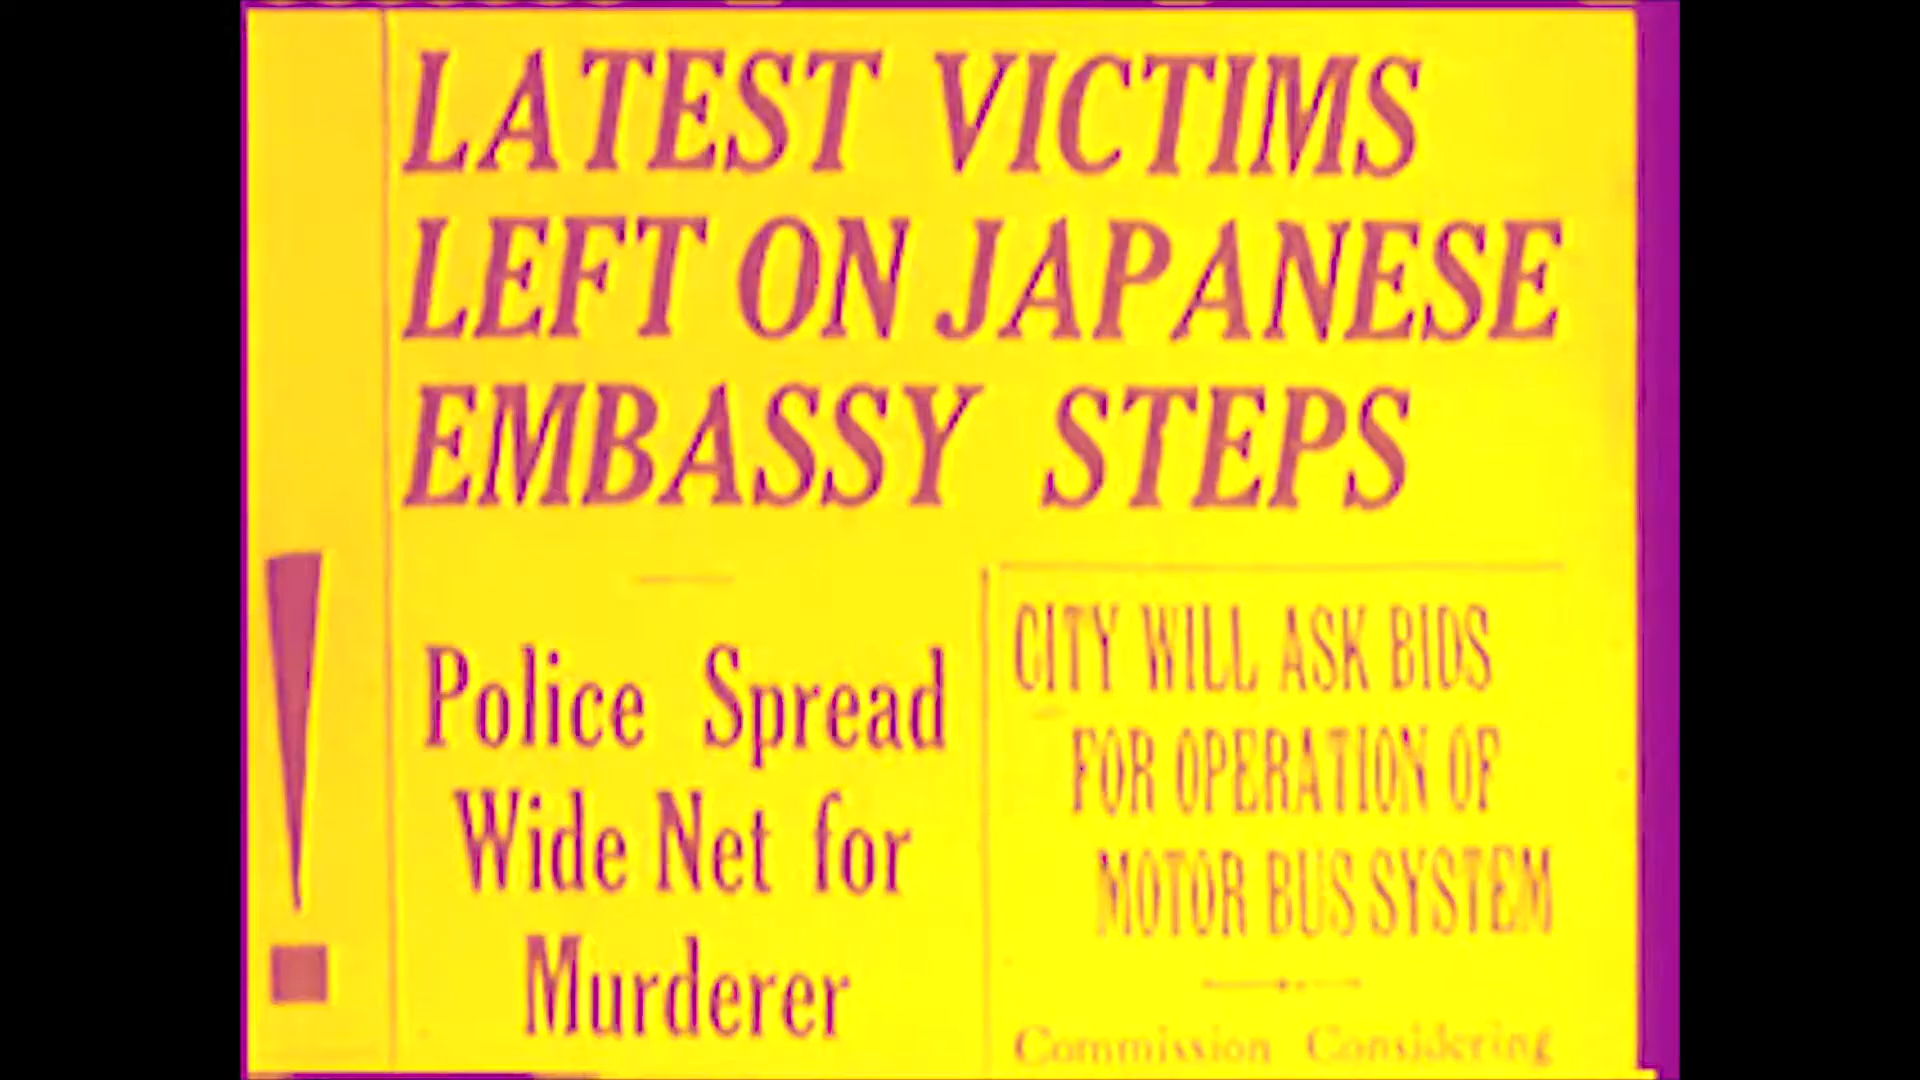 !
LATEST VICTIMS
LEFT ON JAPANESE
EMBASSY STEPS
Police Spread
Wide Net for
Murderer
CITY WILL ASK BIDS
FOR OPERATION OF
MOTOR BUS SYSTEM
Commission Considering